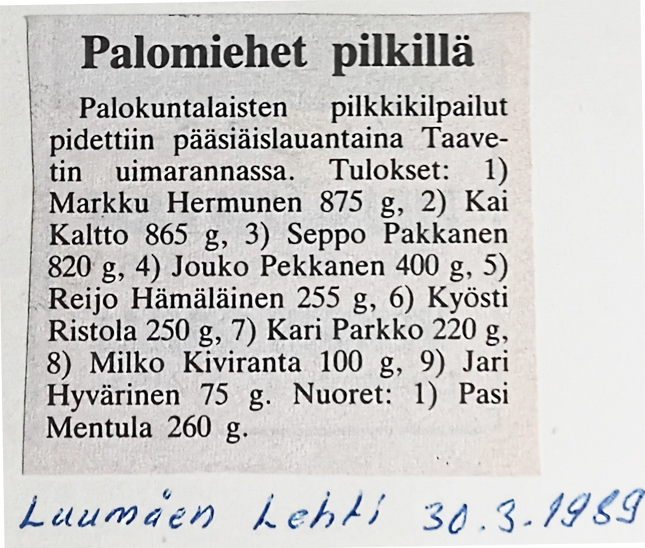 Palomiehet pilkillä
Palokuntalaisten pilkkikilpailut
pidettiin pääsiäislauantaina Taave-
tin uimarannassa. Tulokset: 1)
Markku Hermunen 875 g, 2) Kai
Kaltto 865 g, 3) Seppo Pakkanen
820 g, 4) Jouko Pekkanen 400 g, 5)
Reijo Hämäläinen 255 g, 6) Kyösti
Ristola 250 g, 7) Kari Parkko 220 g,
8) Milko Kiviranta 100 g, 9) Jari
Hyvärinen 75 g. Nuoret: 1) Pasi
Mentula 260 g.
Luumäen Lehti 30.3.1989